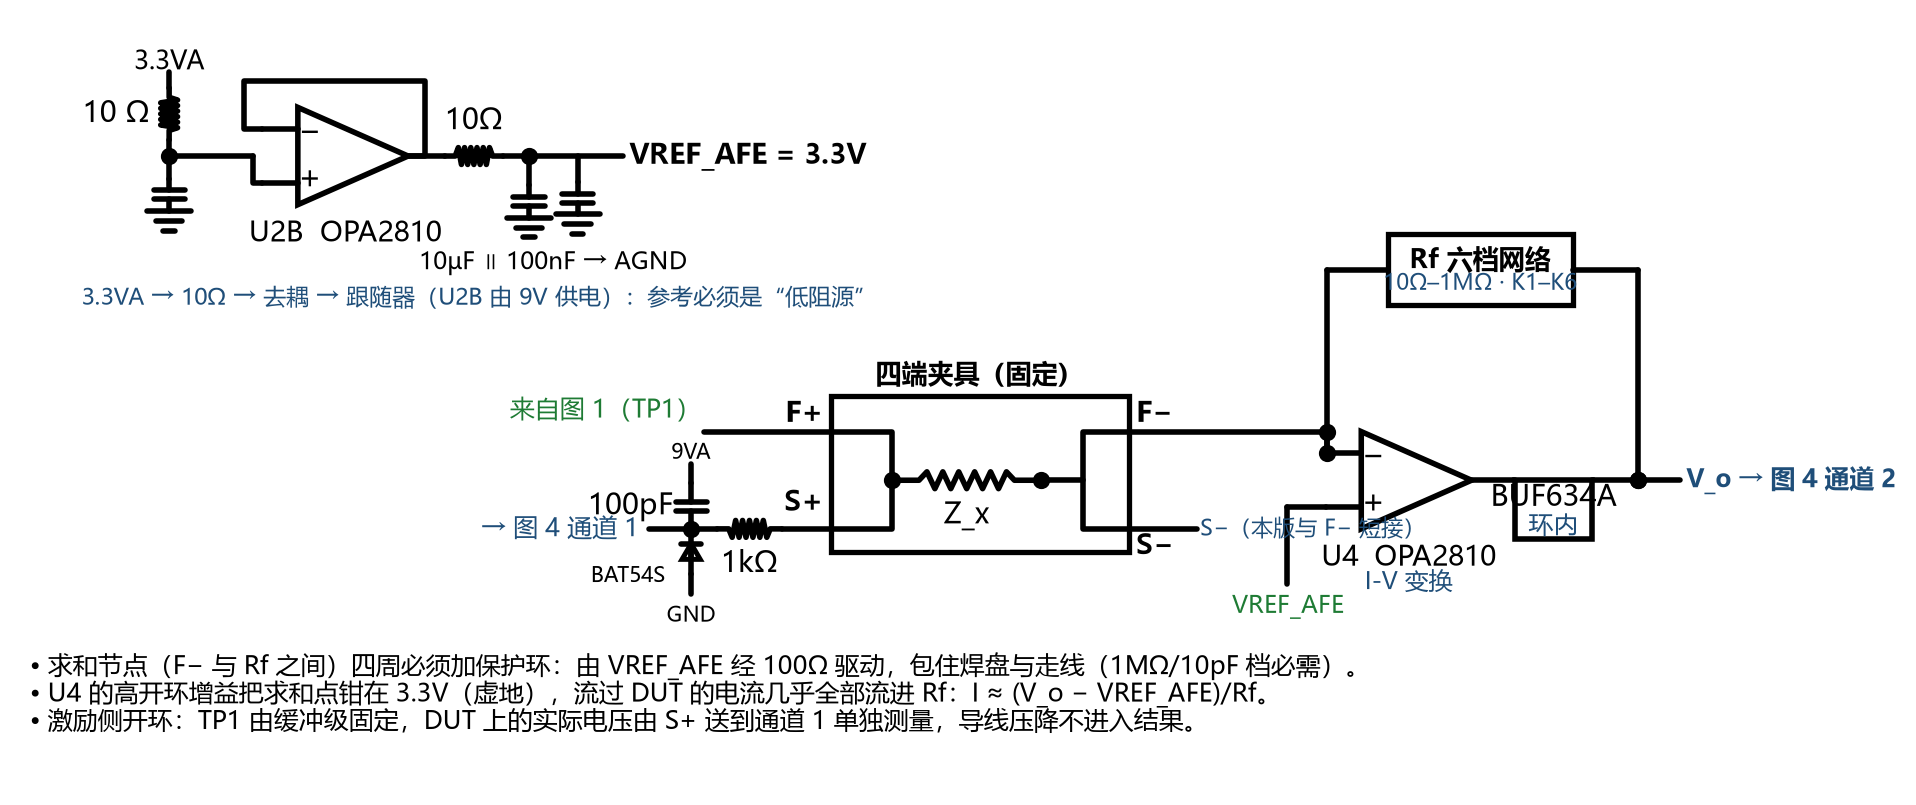 3.3VA
10 Ω
10Ω
−
+
VREF_AFE = 3.3V
U2B OPA2810
10μF ∥ 100nF → AGND
3.3VA → 10Ω → 去耦 → 跟随器（U2B 由 9V 供电）：参考必须是“低阻源”
Rf 六档网络
10Ω–1MΩ · K1–K6
四端夹具（固定）
来自图 1（TP1）
F+
F−
9VA
−
+
100pF
S+
Z_x
BUF634A
V_o → 图 4 通道 2
→ 图 4 通道 1
S−（本版与 F− 短接）
环内
S−
1kΩ
BAT54S
U4 OPA2810
I-V 变换
GND
VREF_AFE
• 求和节点（F− 与 Rf 之间）四周必须加保护环：由 VREF_AFE 经 100Ω 驱动，包住焊盘与走线（1MΩ/10pF 档必需）。
• U4 的高开环增益把求和点钳在 3.3V（虚地），流过 DUT 的电流几乎全部流进 Rf：I ≈ (V_o − VREF_AFE)/Rf。
• 激励侧开环：TP1 由缓冲级固定，DUT 上的实际电压由 S+ 送到通道 1 单独测量，导线压降不进入结果。